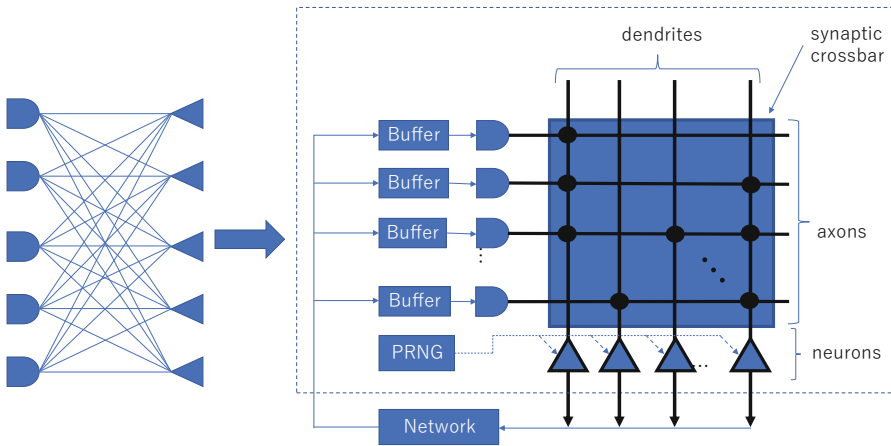 dendrites
synaptic
crossbar
Buffer
Buffer
Buffer
axons
Buffer
PRNG
neurons
Network